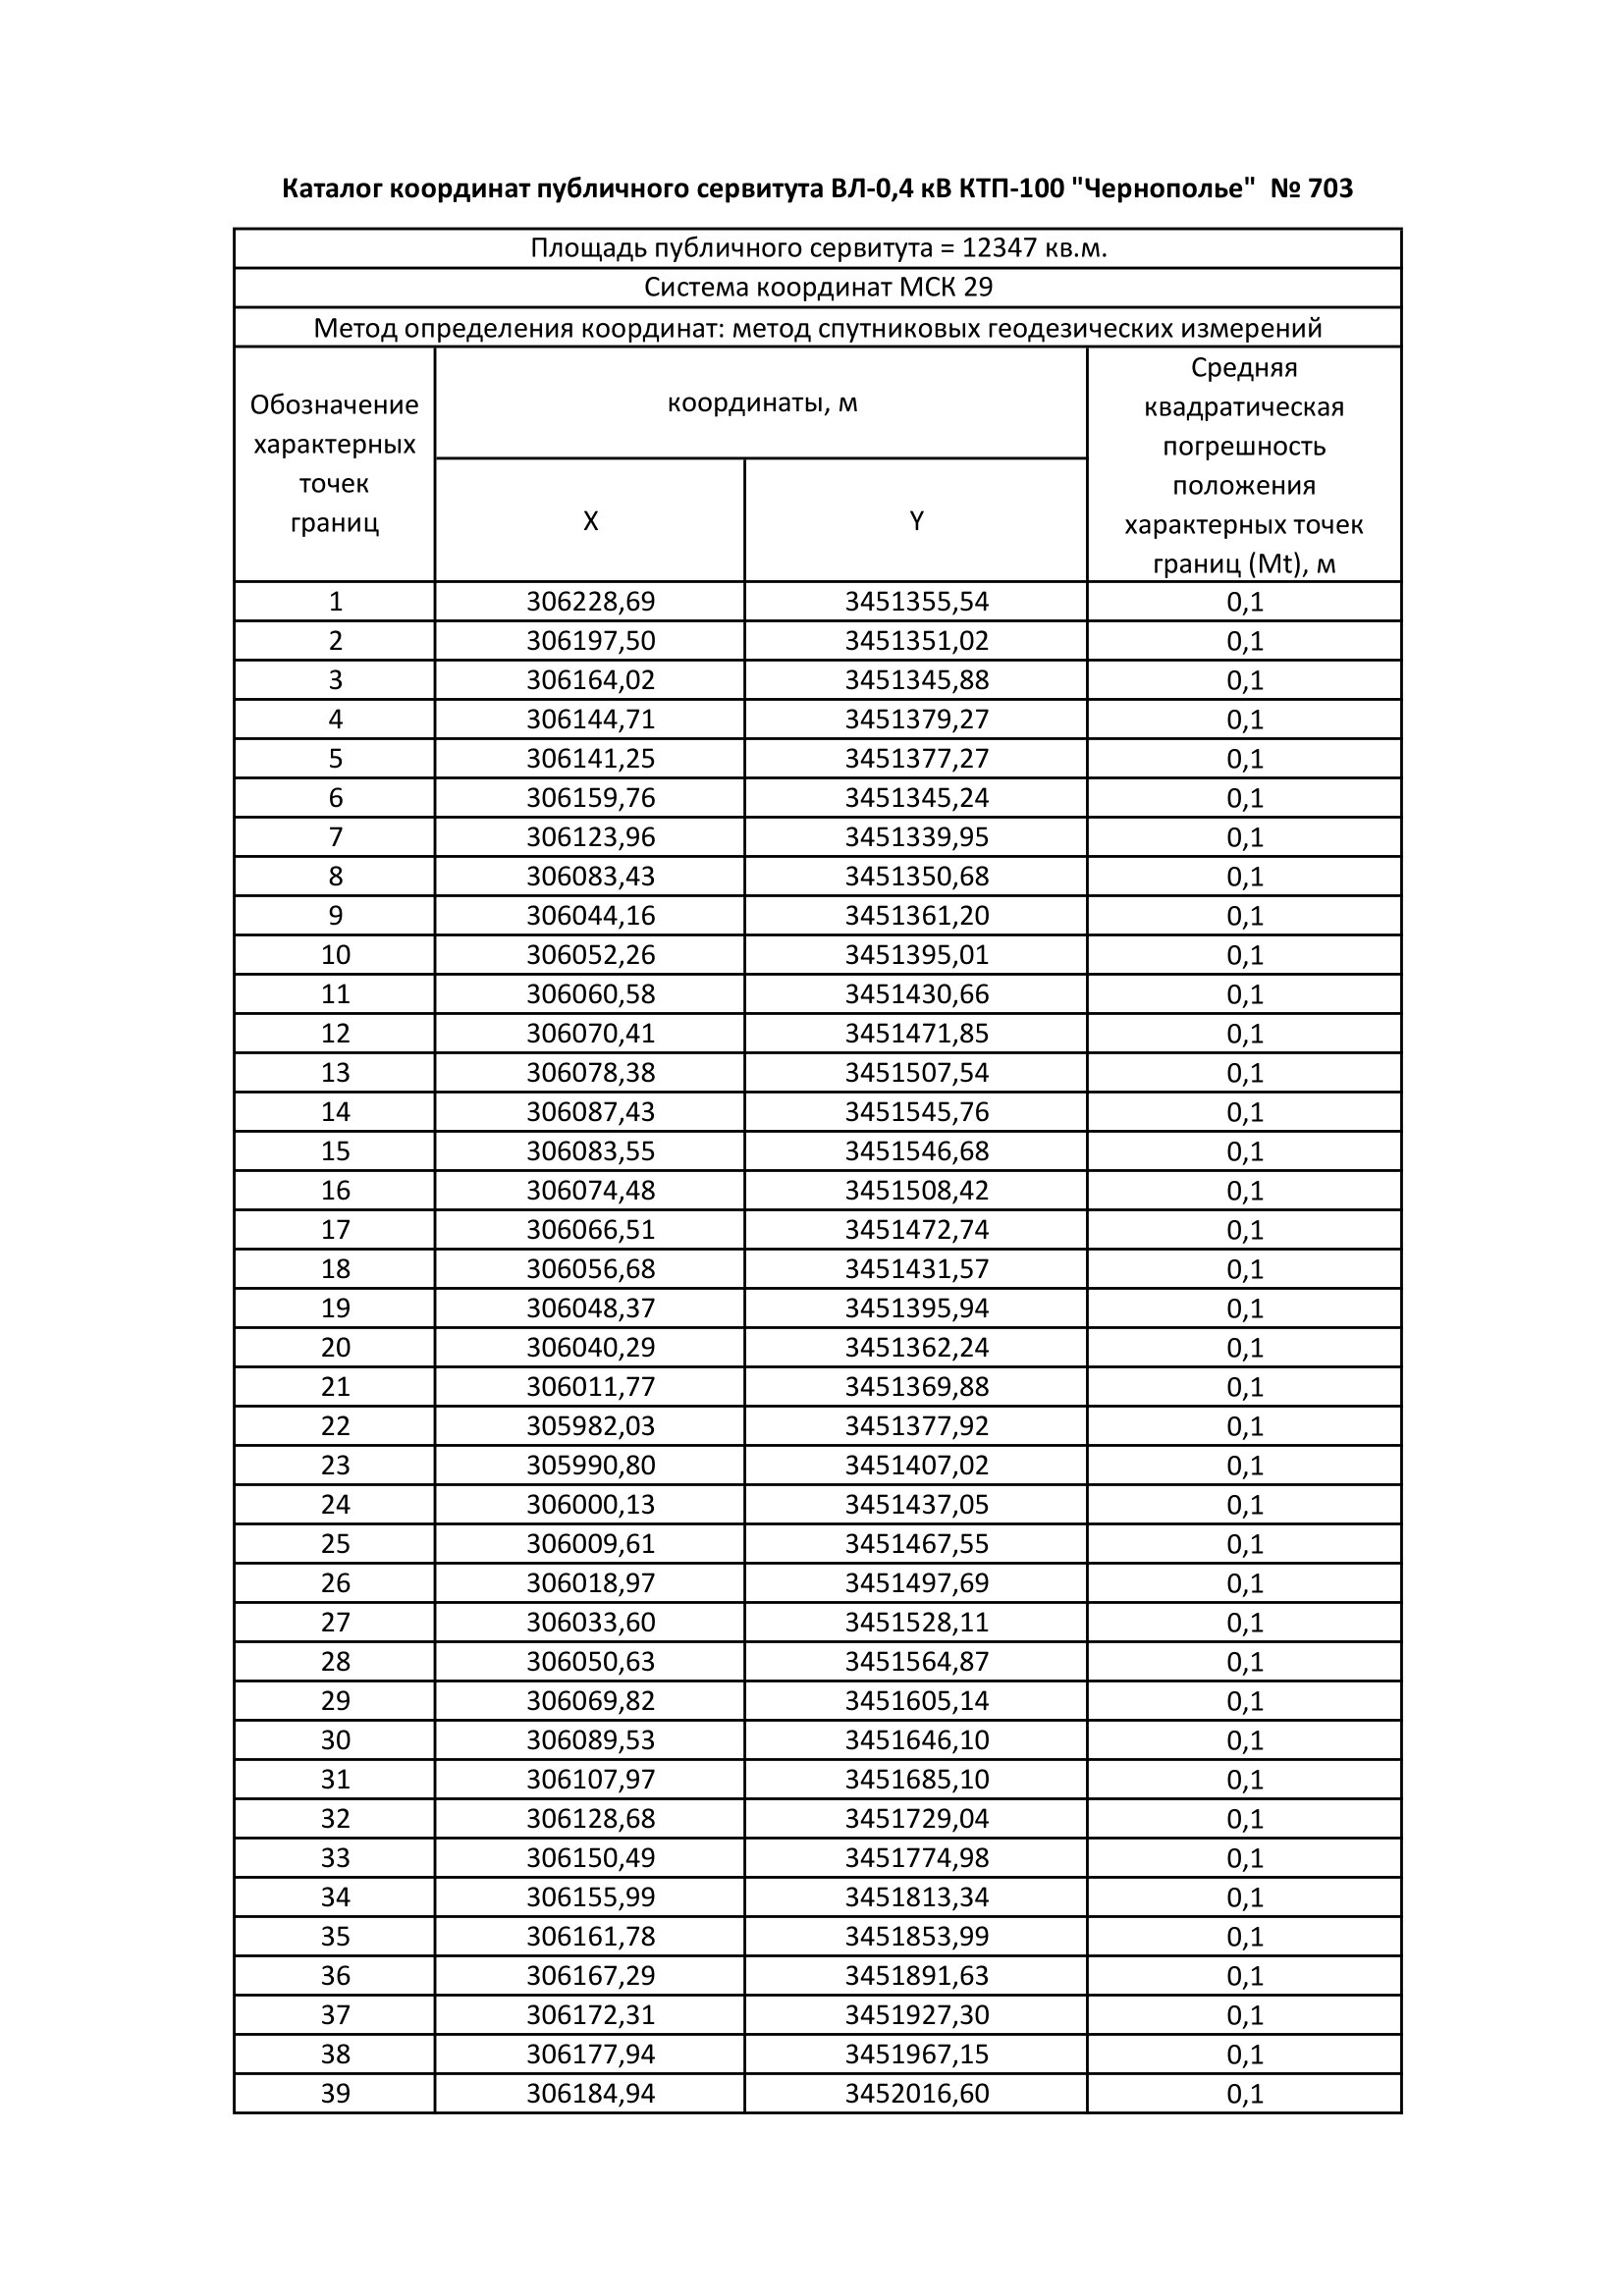 Каталог координат публичного сервитута ВЛ-0,4 кВ КТП-100 "Чернополье" № 703
Площадь публичного сервитута = 12347 кв.м.
Система координат МСК 29
Метод определения координат: метод спутниковых геодезических измерений
Обозначение
характерных
точек
границ
координаты, м
X
Y
Средняя
квадратическая
погрешность
положения
характерных точек
границ (Mt), м
1 306228,69 3451355,54 0,1
2 306197,50 3451351,02 0,1
3 306164,02 3451345,88 0,1
4 306144,71 3451379,27 0,1
5 306141,25 3451377,27 0,1
6 306159,76 3451345,24 0,1
7 306123,96 3451339,95 0,1
8 306083,43 3451350,68 0,1
9 306044,16 3451361,20 0,1
10 306052,26 3451395,01 0,1
11 306060,58 3451430,66 0,1
12 306070,41 3451471,85 0,1
13 306078,38 3451507,54 0,1
14 306087,43 3451545,76 0,1
15 306083,55 3451546,68 0,1
16 306074,48 3451508,42 0,1
17 306066,51 3451472,74 0,1
18 306056,68 3451431,57 0,1
19 306048,37 3451395,94 0,1
20 306040,29 3451362,24 0,1
21 306011,77 3451369,88 0,1
22 305982,03 3451377,92 0,1
23 305990,80 3451407,02 0,1
24 306000,13 3451437,05 0,1
25 306009,61 3451467,55 0,1
26 306018,97 3451497,69 0,1
27 306033,60 3451528,11 0,1
28 306050,63 3451564,87 0,1
29 306069,82 3451605,14 0,1
30 306089,53 3451646,10 0,1
31 306107,97 3451685,10 0,1
32 306128,68 3451729,04 0,1
33 306150,49 3451774,98 0,1
34 306155,99 3451813,34 0,1
35 306161,78 3451853,99 0,1
36 306167,29 3451891,63 0,1
37 306172,31 3451927,30 0,1
38 306177,94 3451967,15 0,1
39 306184,94 3452016,60 0,1